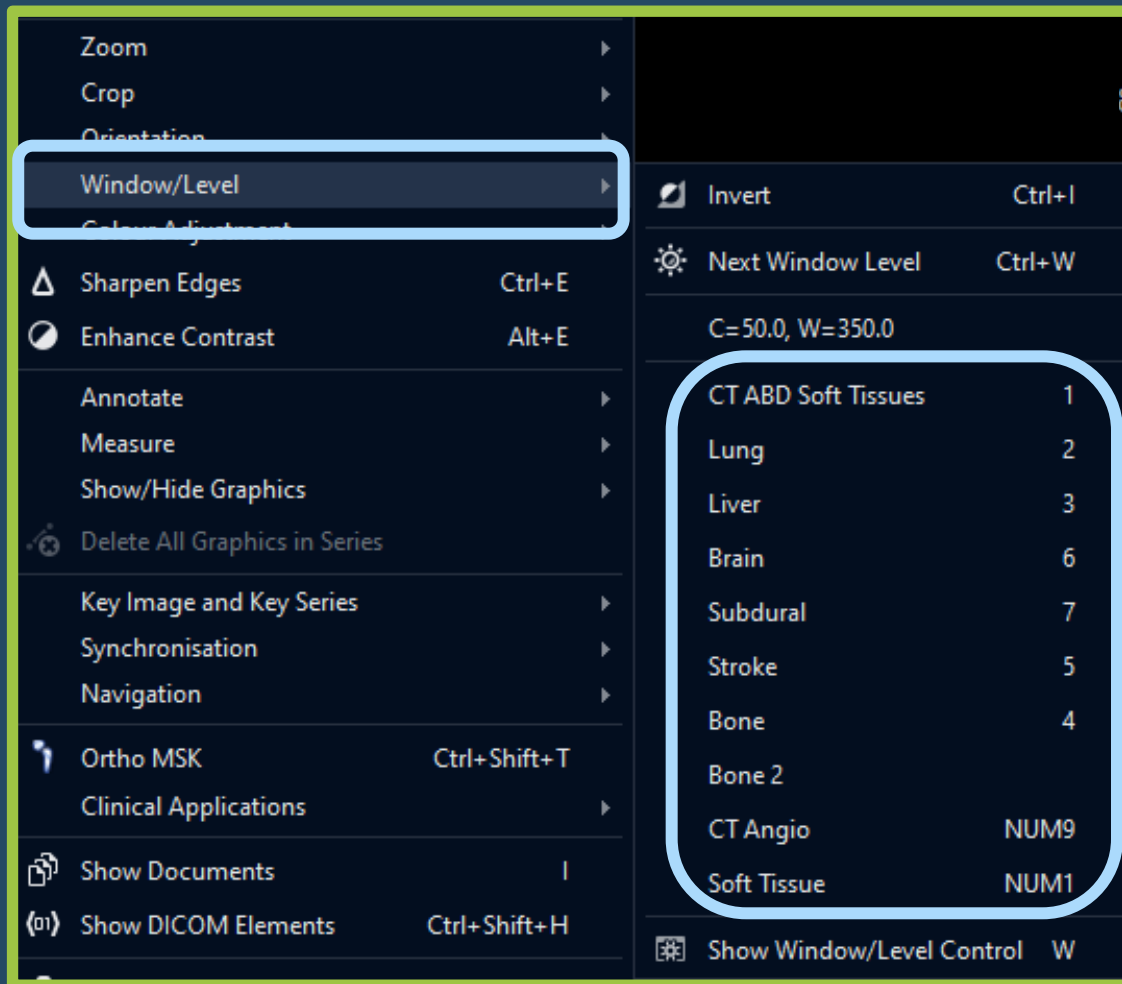 Zoom
Crop
Orientation
Window/Level
Colour Adjustment
Sharpen Edges Ctrl+E
Enhance Contrast Alt+E
Annotate
Measure
Show/Hide Graphics
Delete All Graphics in Series
Key Image and Key Series
Synchronisation
Navigation
Ortho MSK Ctrl+Shift+T
Clinical Applications
Show Documents I
Show DICOM Elements Ctrl+Shift+H
Invert Ctrl+I
Next Window Level Ctrl+W
C=50.0, W=350.0
CT ABD Soft Tissues 1
Lung 2
Liver 3
Brain 6
Subdural 7
Stroke 5
Bone 4
Bone 2
CT Angio NUM9
Soft Tissue NUM1
Show Window/Level Control W